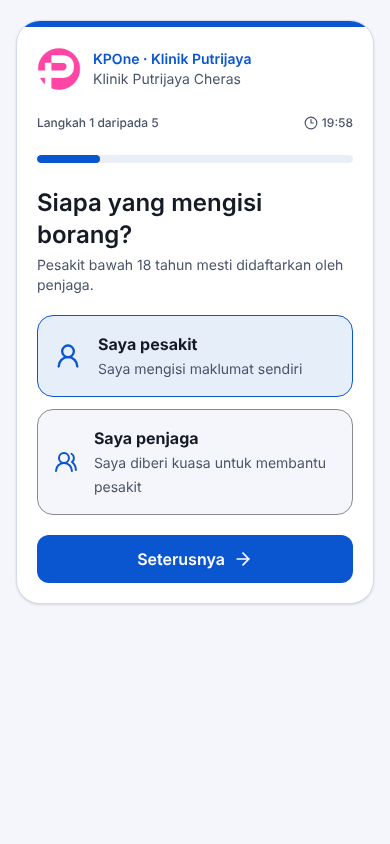 KPOne · Klinik Putrijaya
Klinik Putrijaya Cheras
Langkah 1 daripada 5
19:58
Siapa yang mengisi
borang?
Pesakit bawah 18 tahun mesti didaftarkan oleh
penjaga.
Saya pesakit
Saya mengisi maklumat sendiri
Saya penjaga
Saya diberi kuasa untuk membantu
pesakit
Seterusnya